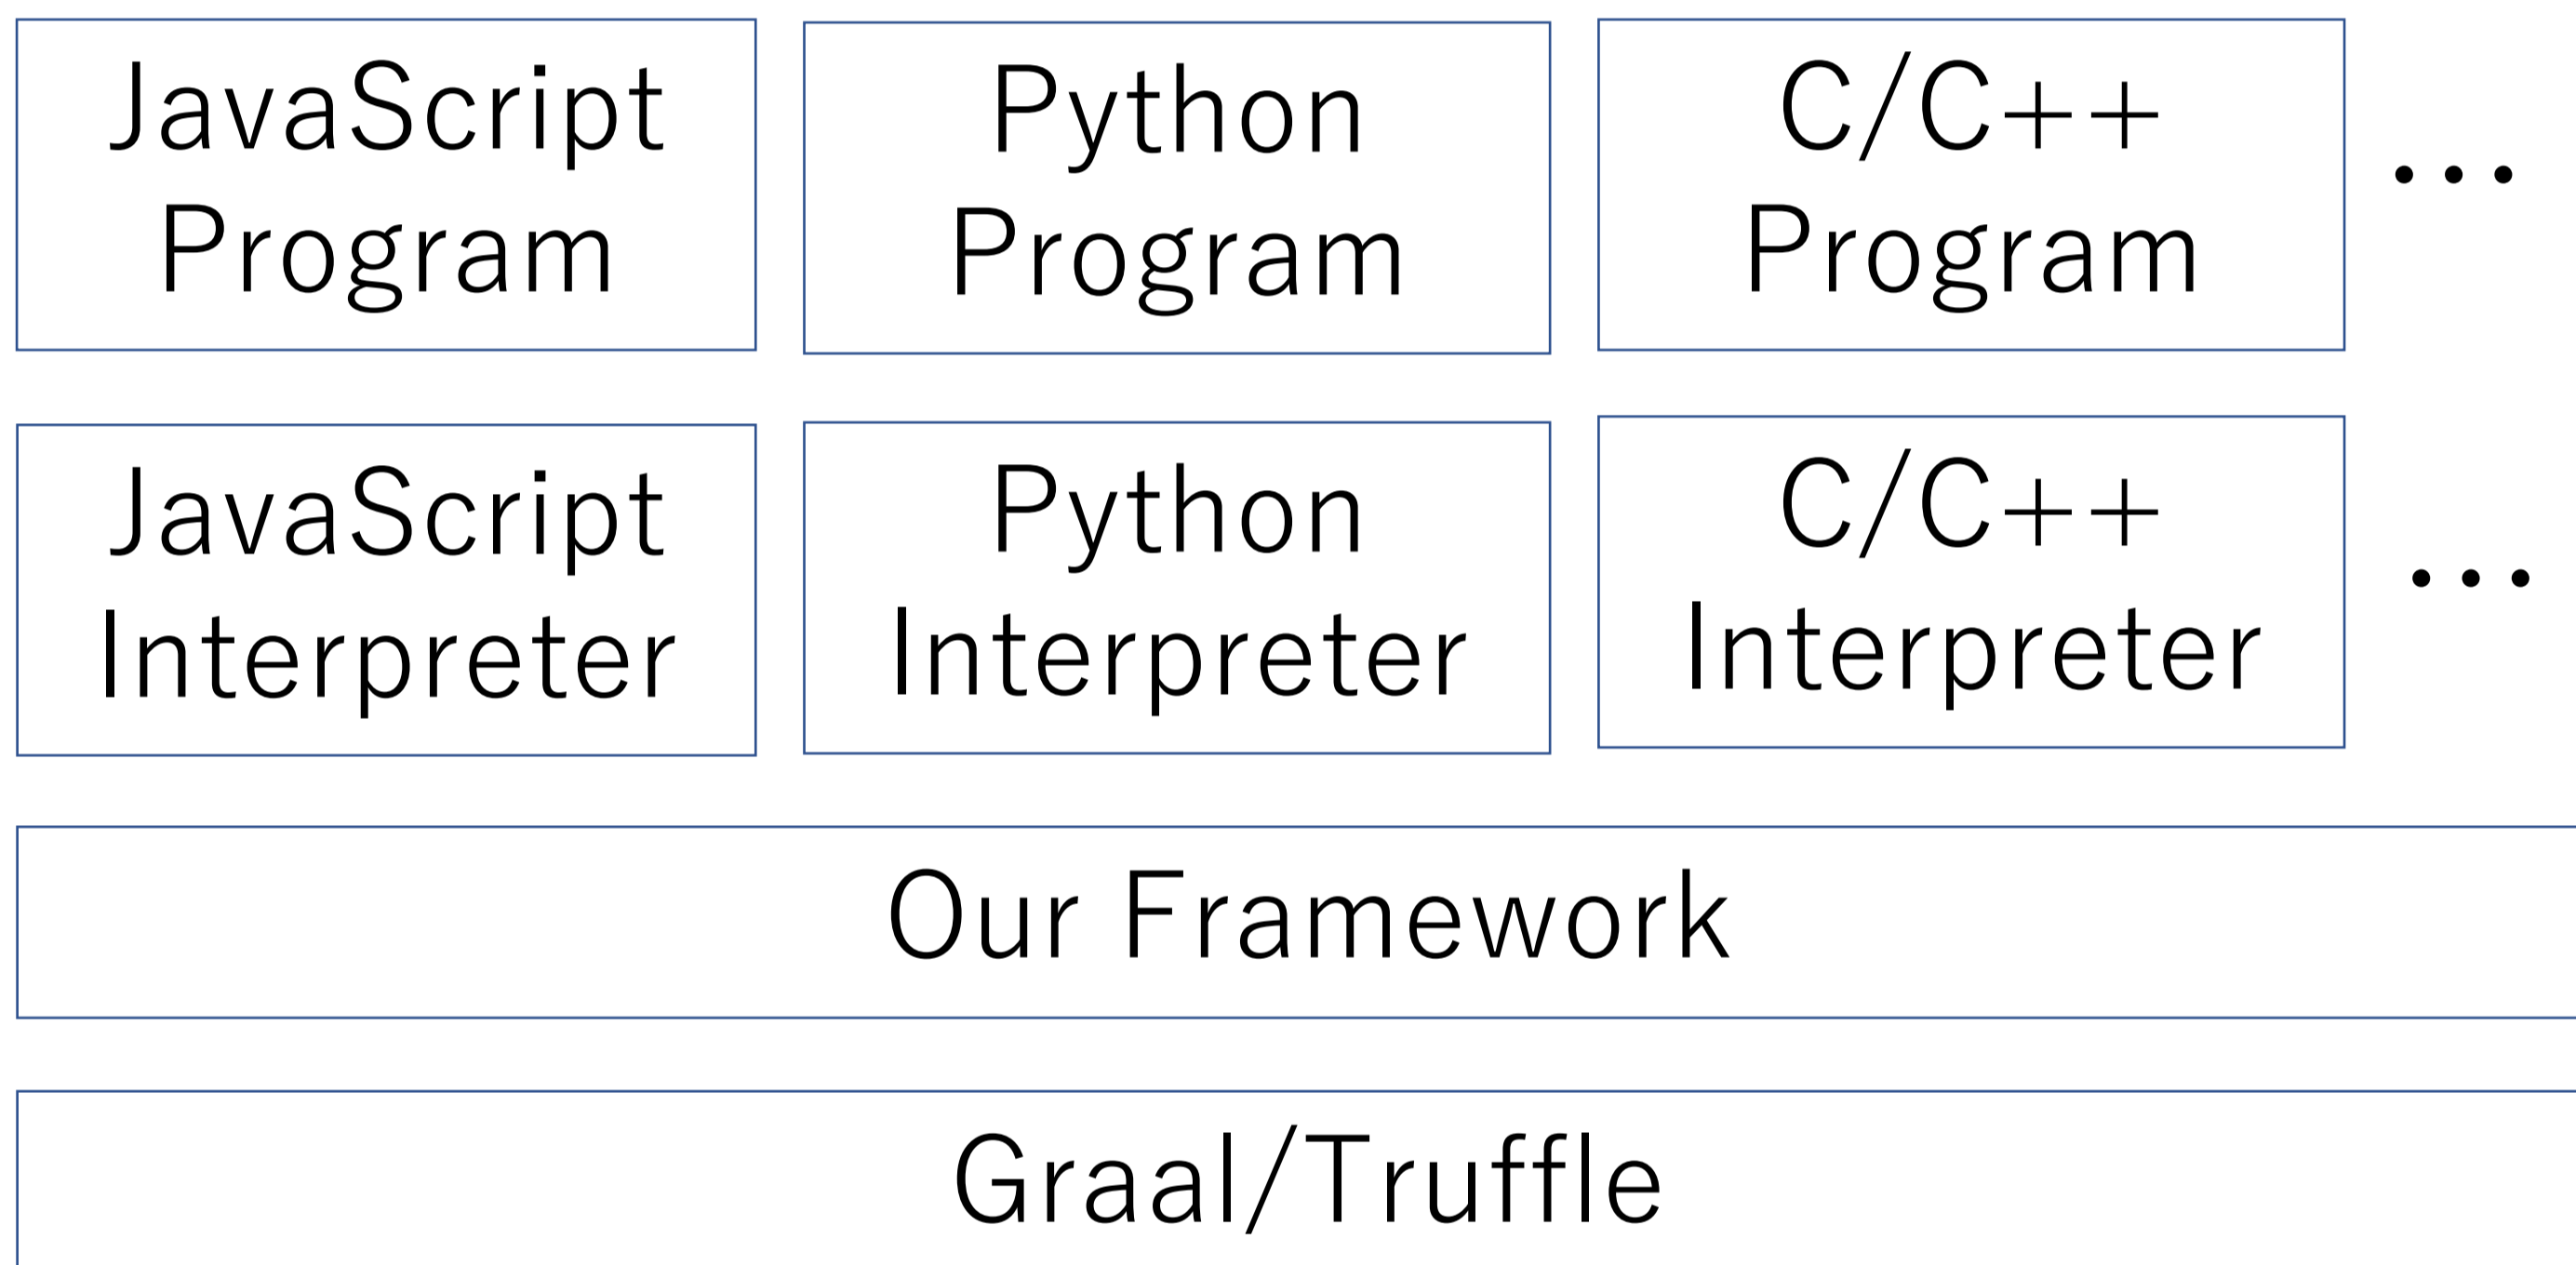 JavaScript
Program
Python
Program
C/C++
Program
...
JavaScript
Interpreter
Python
Interpreter
C/C++
Interpreter
...
Our Framework
Graal/Truffle